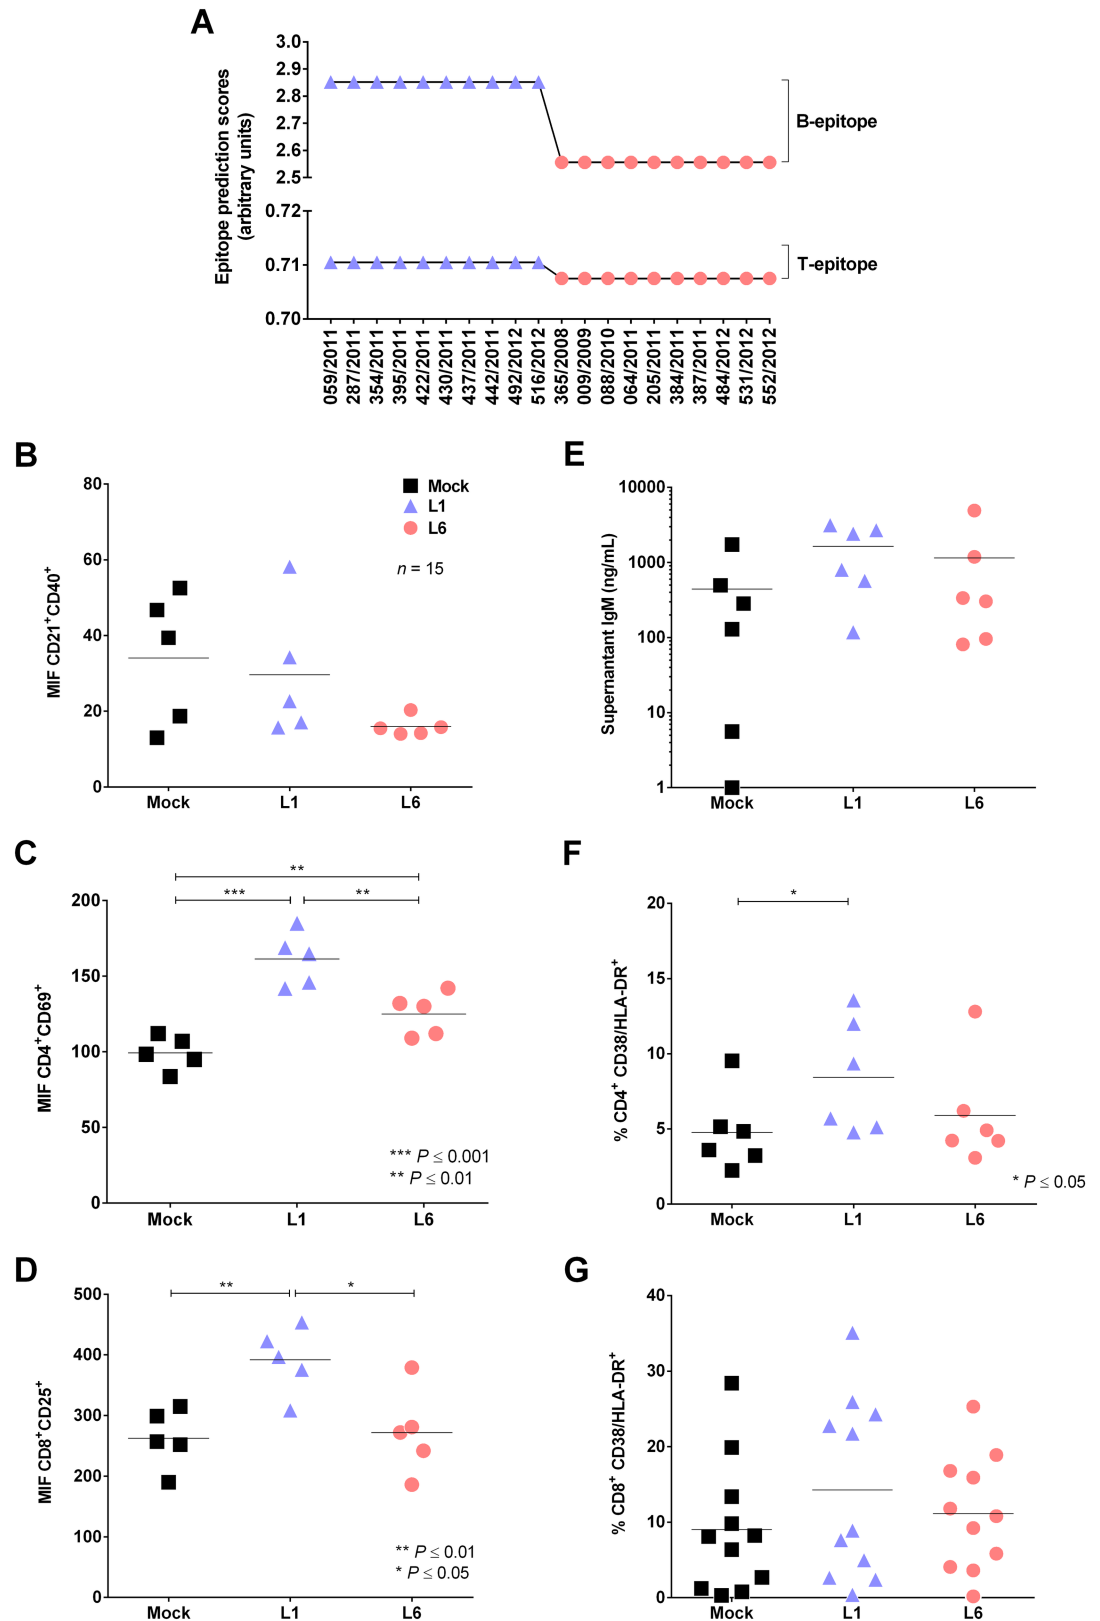 A
Epitope prediction scores
(arbitrary units)
3.0
2.9
2.8
2.7
2.6
2.5
B-epitope
0.72
0.71
0.70
T-epitope
059/2011
287/2011
354/2011
395/2011
422/2011
430/2011
437/2011
442/2011
492/2012
516/2012
365/2008
009/2009
088/2010
064/2011
205/2011
384/2011
387/2011
484/2012
531/2012
552/2012
B
MIF CD21+CD40+
80
60
40
20
0
Mock
L1
L6
n = 15
Mock
L1
L6
E
Supernantant IgM (ng/mL)
10000
1000
100
10
1
Mock
L1
L6
C
MIF CD4+CD69+
200
150
100
50
0
**
***
**
*** P ≤ 0.001
** P ≤ 0.01
Mock
L1
L6
F
% CD4+ CD38/HLA-DR+
20
15
10
5
0
*
* P ≤ 0.05
Mock
L1
L6
D
MIF CD8+CD25+
500
400
300
200
100
0
**
*
** P ≤ 0.01
* P ≤ 0.05
Mock
L1
L6
G
% CD8+ CD38/HLA-DR+
40
30
20
10
0
Mock
L1
L6